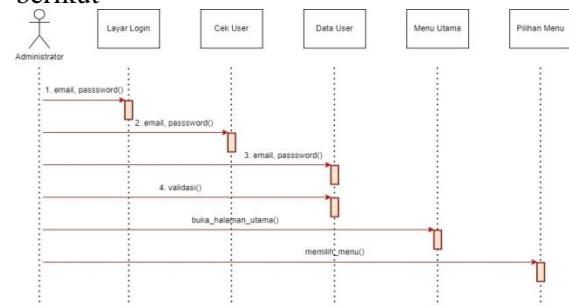 berikut
Layar Login
Cek User
Data User
Menu Utama
Pilihan Menu
Administrator
1. email, passsword()
2. email, passsword()
3. email, passsword()
4. validasi()
buka_halaman_utama()
memilih_menu()